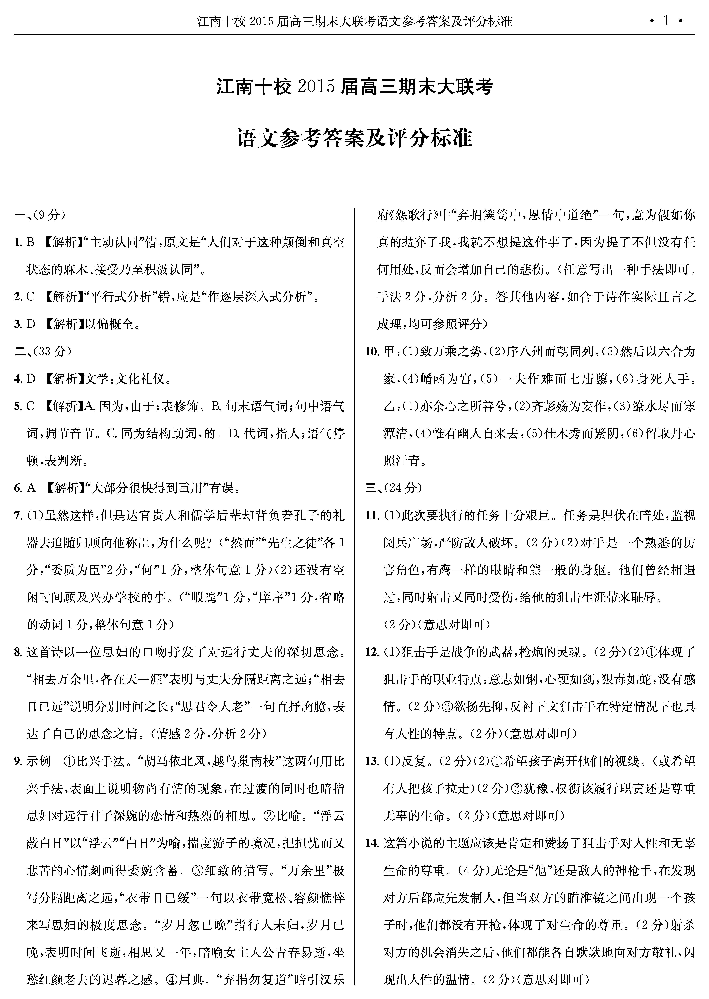 江南十校 2015 届高三期末大联考语文参考答案及评分标准
• 1 •
江南十校 2015 届高三期末大联考
语文参考答案及评分标准
一、(9 分)
1. B 【解析】“主动认同”错,原文是“人们对于这种颠倒和真空
状态的麻木、接受乃至积极认同”。
2. C 【解析】“平行式分析”错,应是“作逐层深入式分析”。
3. D 【解析】以偏概全。
二、(33 分)
4. D 【解析】文学:文化礼仪。
5. C 【解析】A. 因为,由于;表修饰。B. 句末语气词;句中语气
词,调节音节。C. 同为结构助词,的。D. 代词,指人;语气停
顿,表判断。
6. A 【解析】“大部分很快得到重用”有误。
7. (1)虽然这样,但是达官贵人和儒学后辈却背负着孔子的礼
器去追随归顺向他称臣,为什么呢?(“然而”“先生之徒”各 1
分,“委质为臣”2 分,“何”1 分,整体句意 1 分)(2)还没有空
闲时间顾及兴办学校的事。(“暇遑”1 分,“庠序”1 分,省略
的动词 1 分,整体句意 1 分)
8. 这首诗以一位思妇的口吻抒发了对远行丈夫的深切思念。
“相去万余里,各在天一涯”表明与丈夫分隔距离之远;“相去
日已远”说明分别时间之长;“思君令人老”一句直抒胸臆,表
达了自己的思念之情。(情感 2 分,分析 2 分)
9. 示例 ①比兴手法。“胡马依北风,越鸟巢南枝”这两句用比
兴手法,表面上说明物尚有情的现象,在过渡的同时也暗指
思妇对远行君子深婉的恋情和热烈的相思。②比喻。“浮云
蔽白日”以“浮云”“白日”为喻,揣度游子的境况,把担忧而又
悲苦的心情刻画得委婉含蓄。③细致的描写。“万余里”极
写分隔距离之远,“衣带日已缓”一句以衣带宽松、容颜憔悴
来写思妇的极度思念。“岁月忽已晚”指行人未归,岁月已
晚,表明时间飞逝,相思又一年,暗喻女主人公青春易逝,坐
愁红颜老去的迟暮之感。④用典。“弃捐勿复道”暗引汉乐
府《怨歌行》中“弃捐箧笥中,恩情中道绝”一句,意为假如你
真的抛弃了我,我就不想提这件事了,因为提了不但没有任
何用处,反而会增加自己的悲伤。(任意写出一种手法即可。
手法 2 分,分析 2 分。答其他内容,如合于诗作实际且言之
成理,均可参照评分)
10. 甲:(1)致万乘之势,(2)序八州而朝同列,(3)然后以六合为
家,(4)崤函为宫,(5)一夫作难而七庙隳,(6)身死人手。
乙:(1)亦余心之所善兮,(2)齐彭殇为妄作,(3)潦水尽而寒
潭清,(4)惟有幽人自来去,(5)佳木秀而繁阴,(6)留取丹心
照汗青。
三、(24 分)
11. (1)此次要执行的任务十分艰巨。任务是埋伏在暗处,监视
阅兵广场,严防敌人破坏。(2 分)(2)对手是一个熟悉的厉
害角色,有鹰一样的眼睛和熊一般的身躯。他们曾经相遇
过,同时射击又同时受伤,给他的狙击生涯带来耻辱。
(2 分)(意思对即可)
12. (1)狙击手是战争的武器,枪炮的灵魂。(2 分)(2)①体现了
狙击手的职业特点:意志如钢,心硬如剑,狠毒如蛇,没有感
情。(2 分)②欲扬先抑,反衬下文狙击手在特定情况下也具
有人性的特点。(2 分)(意思对即可)
13. (1)反复。(2 分)(2)①希望孩子离开他们的视线。(或希望
有人把孩子拉走)(2 分)②犹豫、权衡该履行职责还是尊重
无辜的生命。(2 分)(意思对即可)
14. 这篇小说的主题应该是肯定和赞扬了狙击手对人性和无辜
生命的尊重。(4 分)无论是“他”还是敌人的神枪手,在发现
对方后都应先发制人,但当双方的瞄准镜之间出现一个孩
子时,他们都没有开枪,体现了对生命的尊重。(2 分)射杀
对方的机会消失之后,他们都能各自默默地向对方敬礼,闪
现出人性的温情。(2 分)(意思对即可)